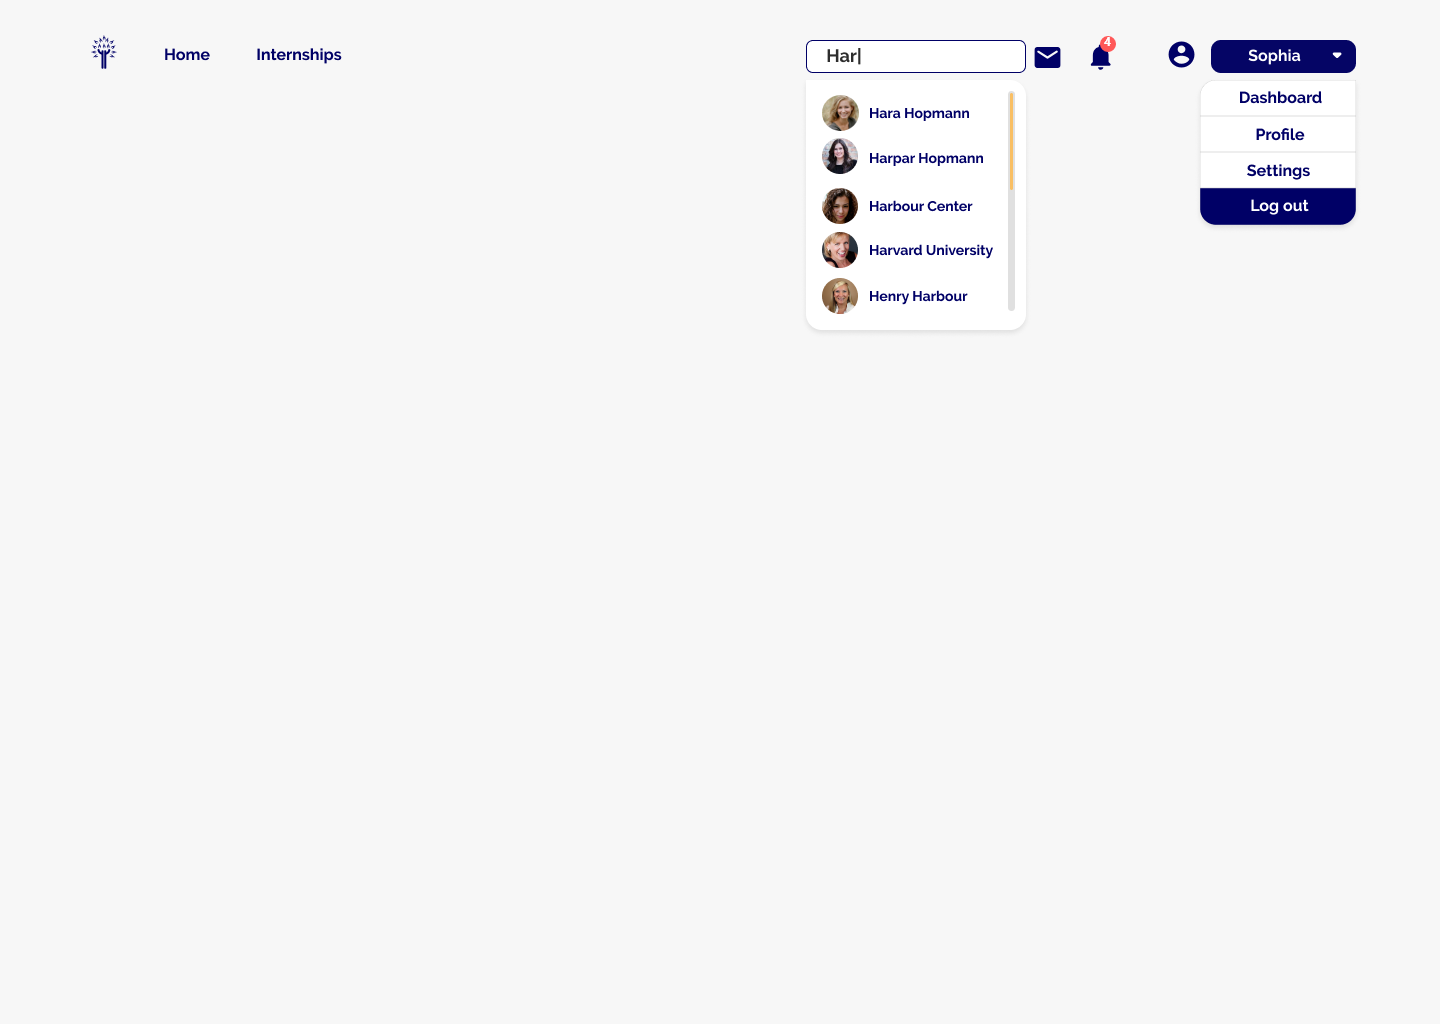 Home
Internships
Har|
4
Sophia
Hara Hopmann
Harpar Hopmann
Harbour Center
Harvard University
Henry Harbour
Dashboard
Profile
Settings
Log out